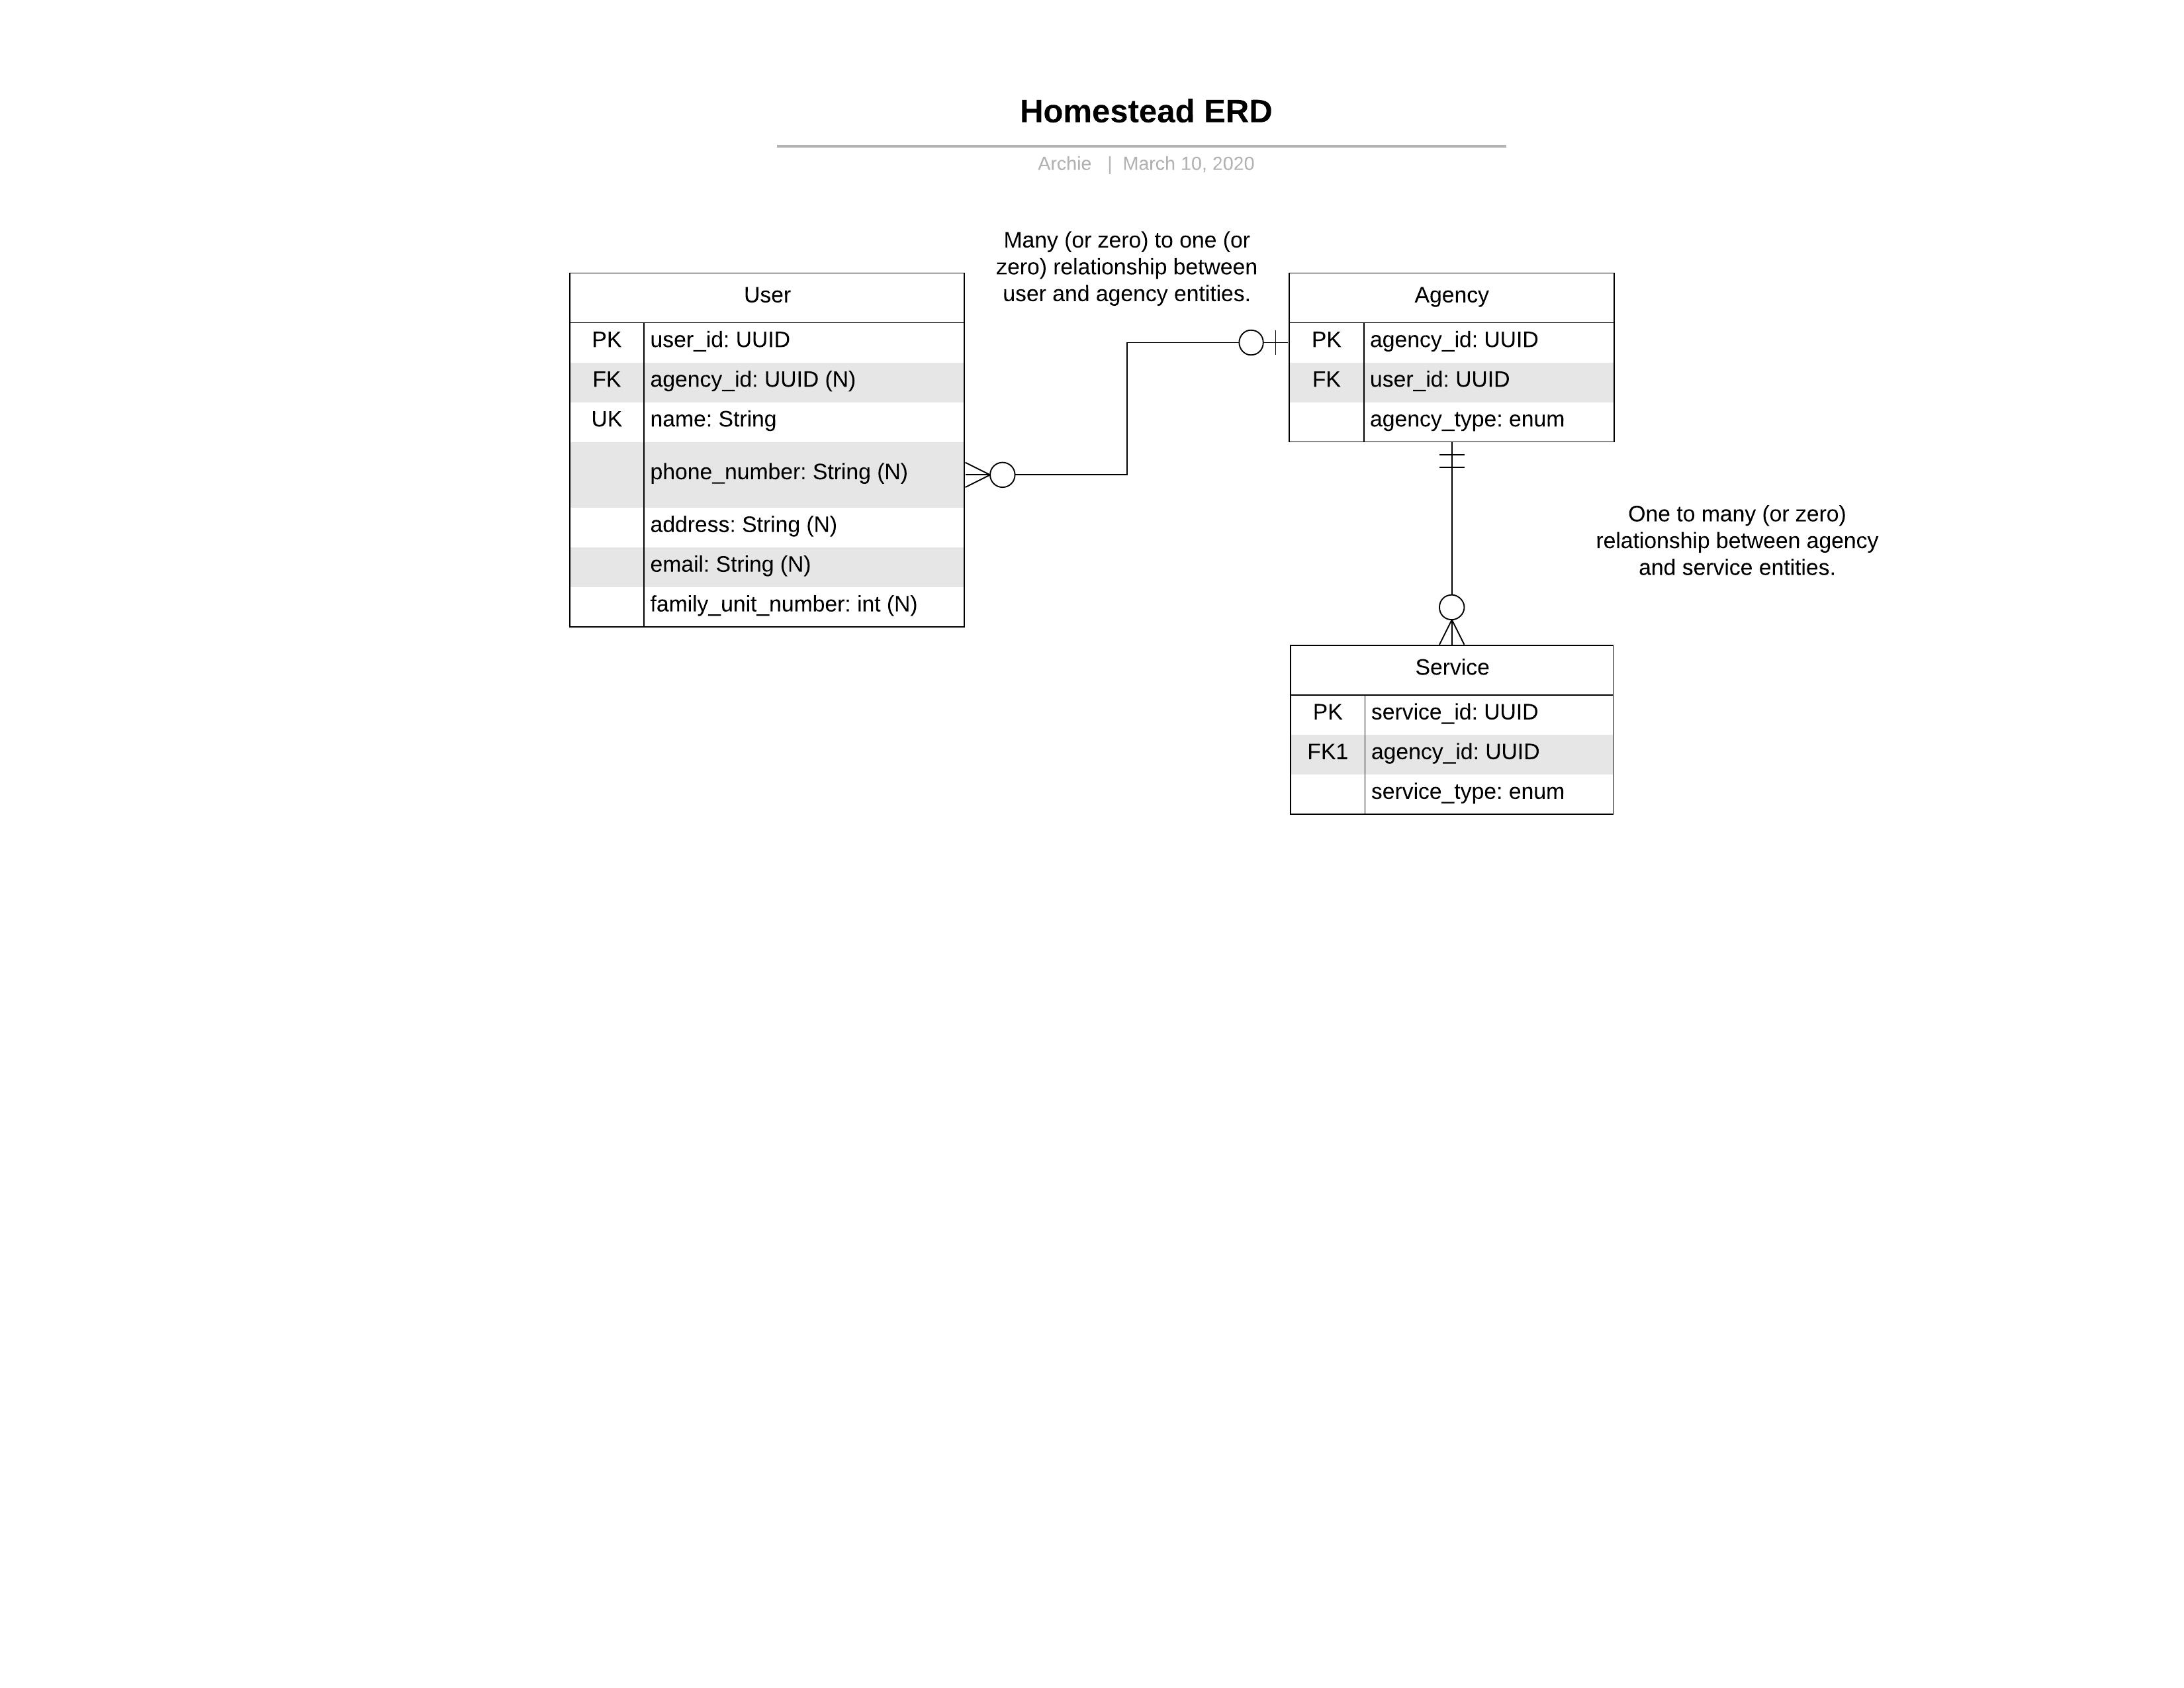 Homestead ERD
Archie | March 10, 2020
Many (or zero) to one (or
zero) relationship between
user and agency entities.
User
PK user_id: UUID
FK agency_id: UUID (N)
UK name: String
phone_number: String (N)
address: String (N)
email: String (N)
family_unit_number: int (N)
Agency
PK agency_id: UUID
FK user_id: UUID
agency_type: enum
One to many (or zero)
relationship between agency
and service entities.
Service
PK service_id: UUID
FK1 agency_id: UUID
service_type: enum